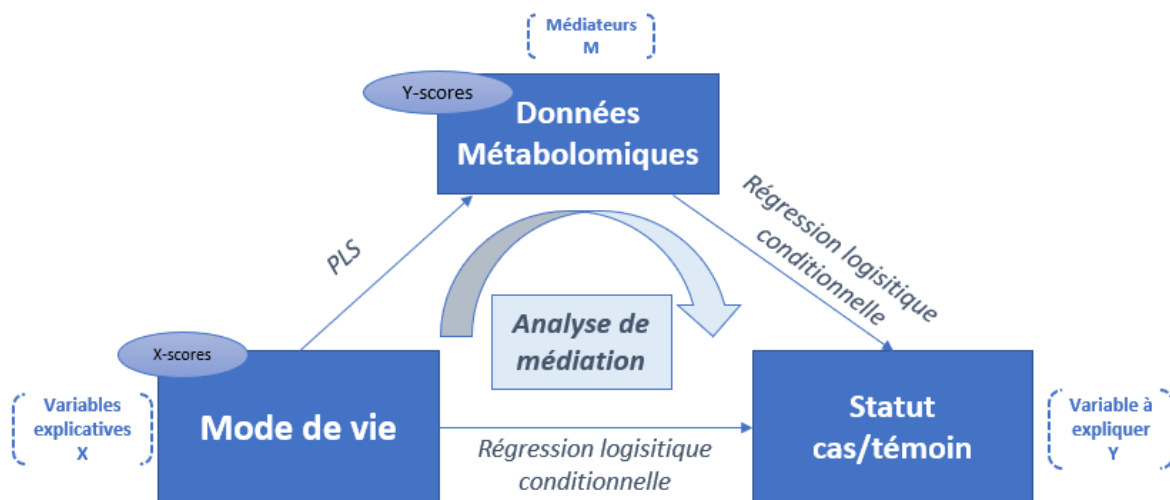 Médiateurs
M
Y-scores
Données
Métabolomiques
PLS
Régression logisitique
conditionnelle
Analyse de
médiation
X-scores
Variables
explicatives
X
Mode de vie
Régression logisitique
conditionnelle
Statut
cas/témoin
Variable à
expliquer
Y